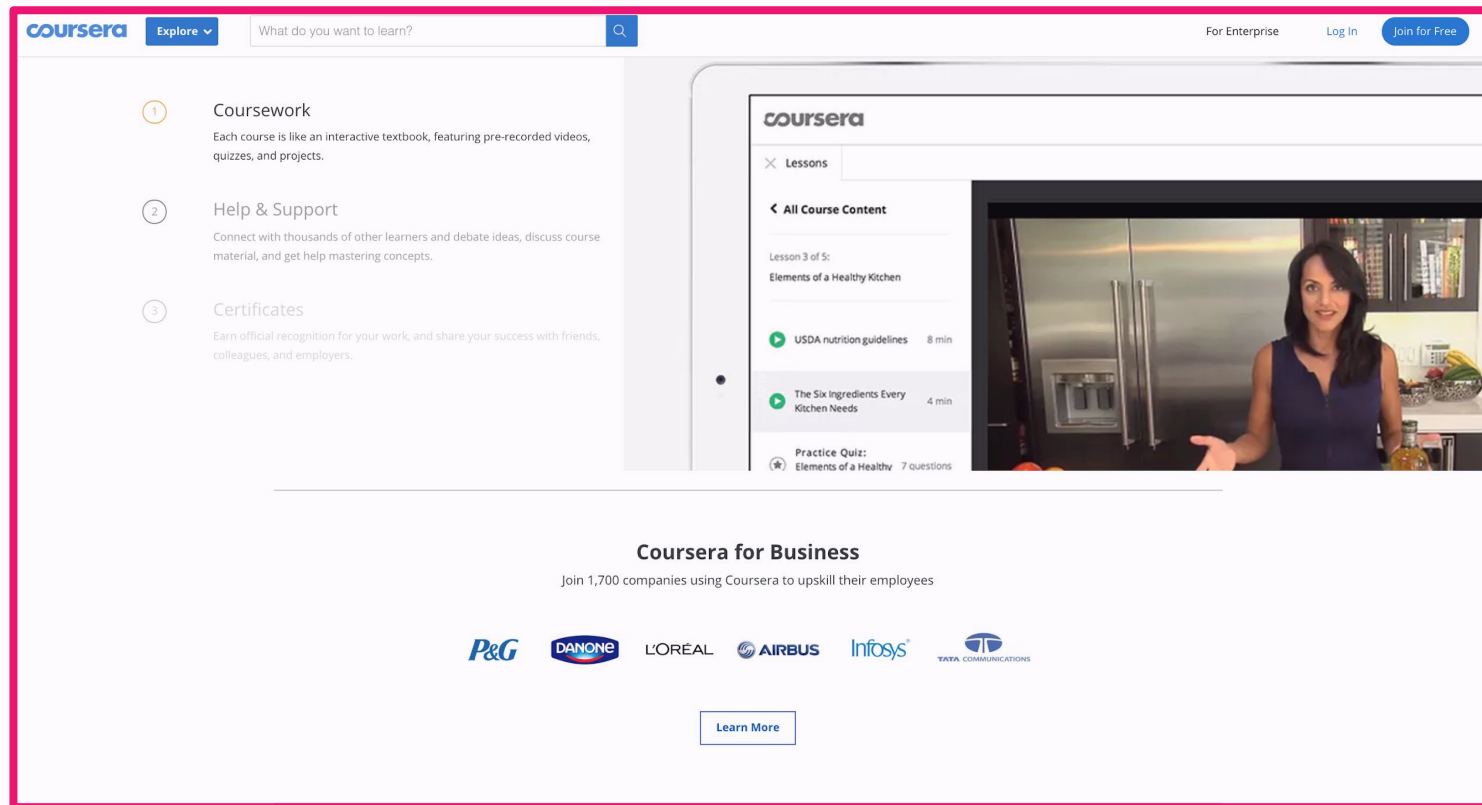 coursera
Explore
What do you want to learn?
For Enterprise
Log In
Join for Free
1
Coursework
Each course is like an interactive textbook, featuring pre-recorded videos,
quizzes, and projects.
2
Help & Support
Connect with thousands of other learners and debate ideas, discuss course
material, and get help mastering concepts.
3
Certificates
Earn official recognition for your work, and share your success with friends,
colleagues, and employers.
coursera
Lessons
All Course Content
Lesson 3 of 5:
Elements of a Healthy Kitchen
USDA nutrition guidelines 8 min
The Six Ingredients Every
Kitchen Needs 4 min
Practice Quiz:
Elements of a Healthy 7 questions
Coursera for Business
Join 1,700 companies using Coursera to upskill their employees
P&G
DANONE
L'ORÉAL
AIRBUS
Infosys®
TATA COMMUNICATIONS
Learn More